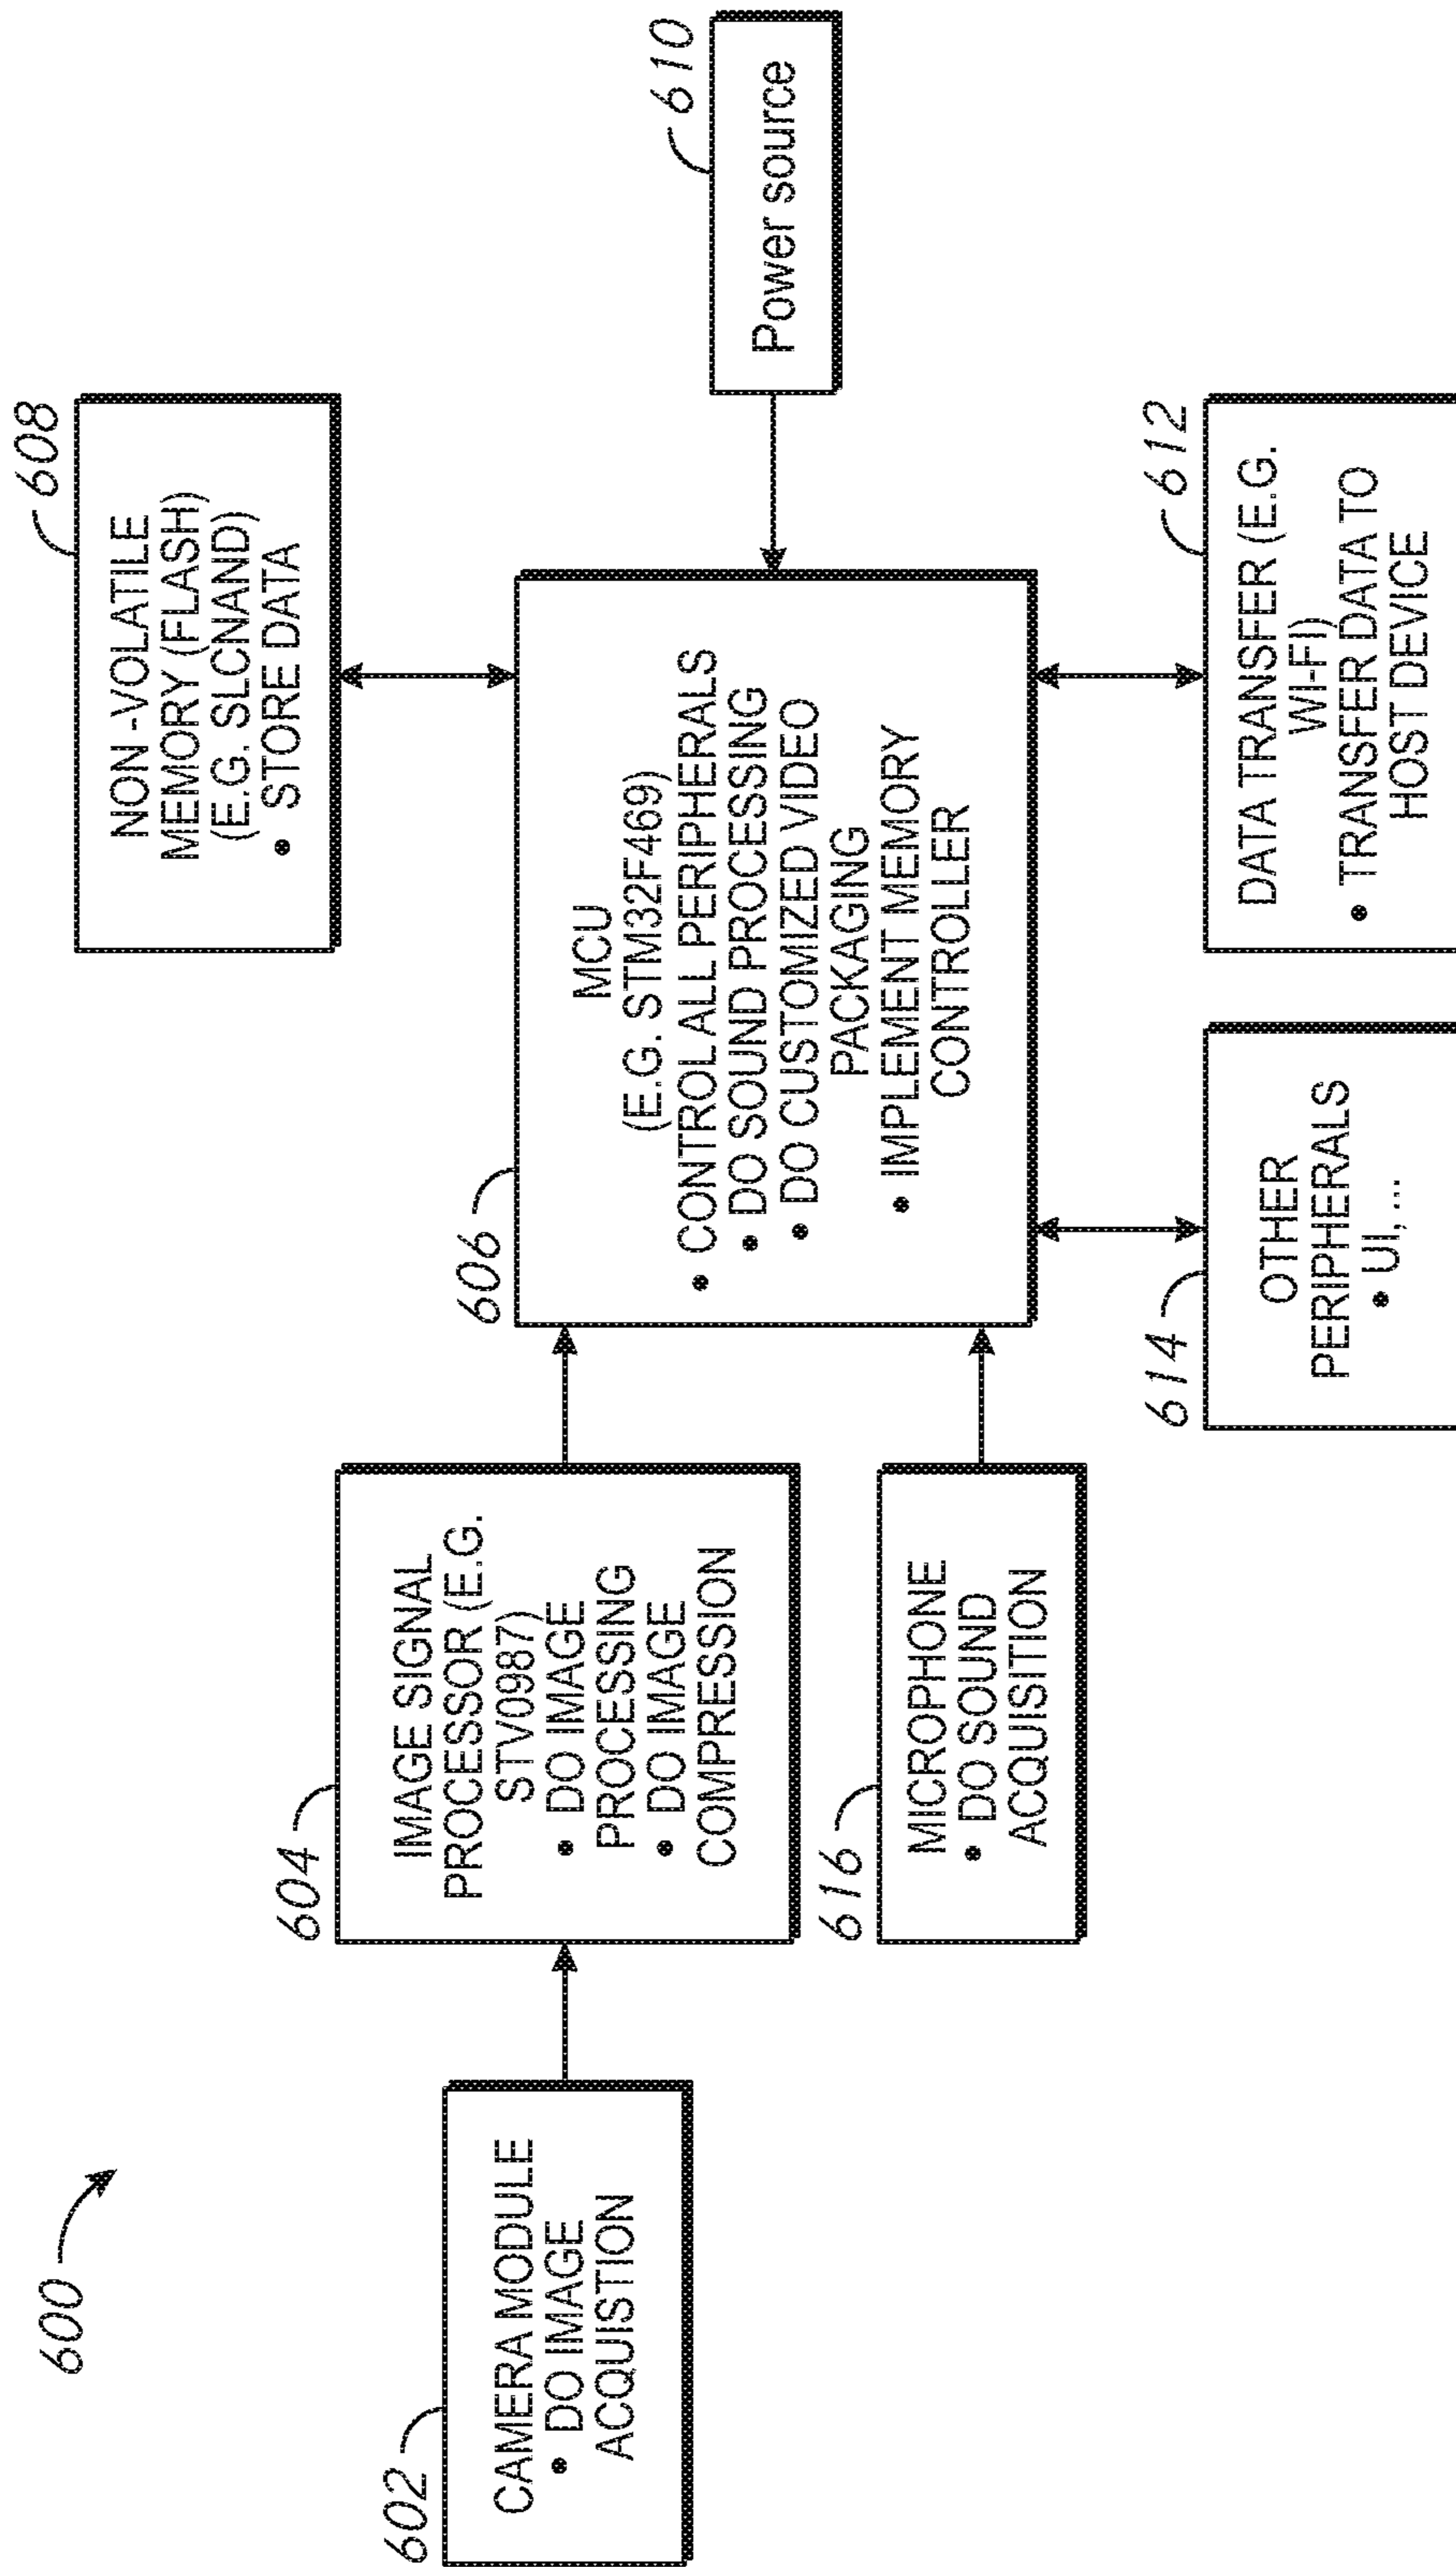 600
602
CAMERA MODULE
• DO IMAGE
ACQUISTION
604
IMAGE SIGNAL
PROCESSOR (E.G.
STV0987)
• DO IMAGE
PROCESSING
• DO IMAGE
COMPRESSION
616
MICROPHONE
• DO SOUND
ACQUISITION
606
MCU
(E.G. STM32F469)
• CONTROL ALL PERIPHERALS
• DO SOUND PROCESSING
• DO CUSTOMIZED VIDEO
PACKAGING
• IMPLEMENT MEMORY
CONTROLLER
608
NON -VOLATILE
MEMORY (FLASH)
(E.G. SLCNAND)
• STORE DATA
610
Power source
614
OTHER
PERIPHERALS
• UI, ...
612
DATA TRANSFER (E.G.
WI-FI)
• TRANSFER DATA TO
HOST DEVICE